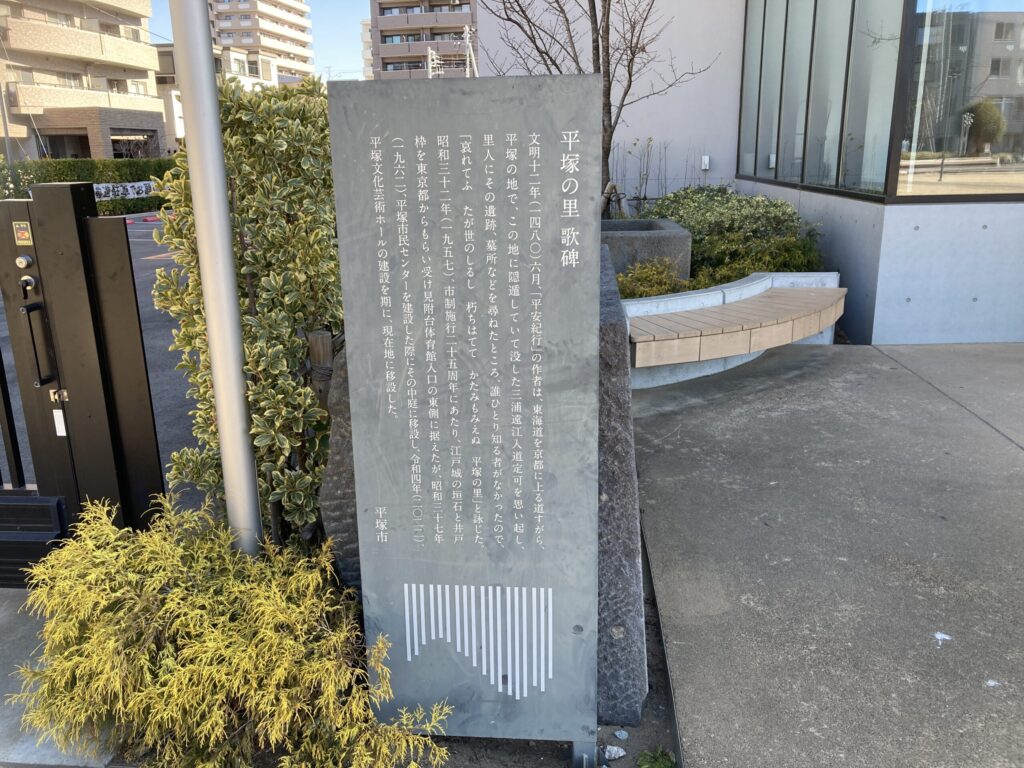 平塚の里 歌碑
文明十二年(一四八〇)六月、「平安紀行」の作者は、東海道を京都に上る道すがら、
平塚の地で、この地に隠遁していて没した三浦遠江入道定可を思い起し、
里人にその遺跡、墓所などを尋ねたところ、誰ひとり知る者がなかったので、
「哀れてふ たが世のしるし 朽ちはてて かたみもみえぬ 平塚の里」と詠じた。
昭和三十二年(一九五七)、市制施行二十五周年にあたり、江戸城の垣石と井戸
枠を東京都からもらい受け見附台体育館入口の東側に据えたが、昭和三十七年
(一九六二)、平塚市民センターを建設した際にその中庭に移設し、令和四年(二〇二二)、
平塚文化芸術ホールの建設を期に、現在地に移設した。
平塚市